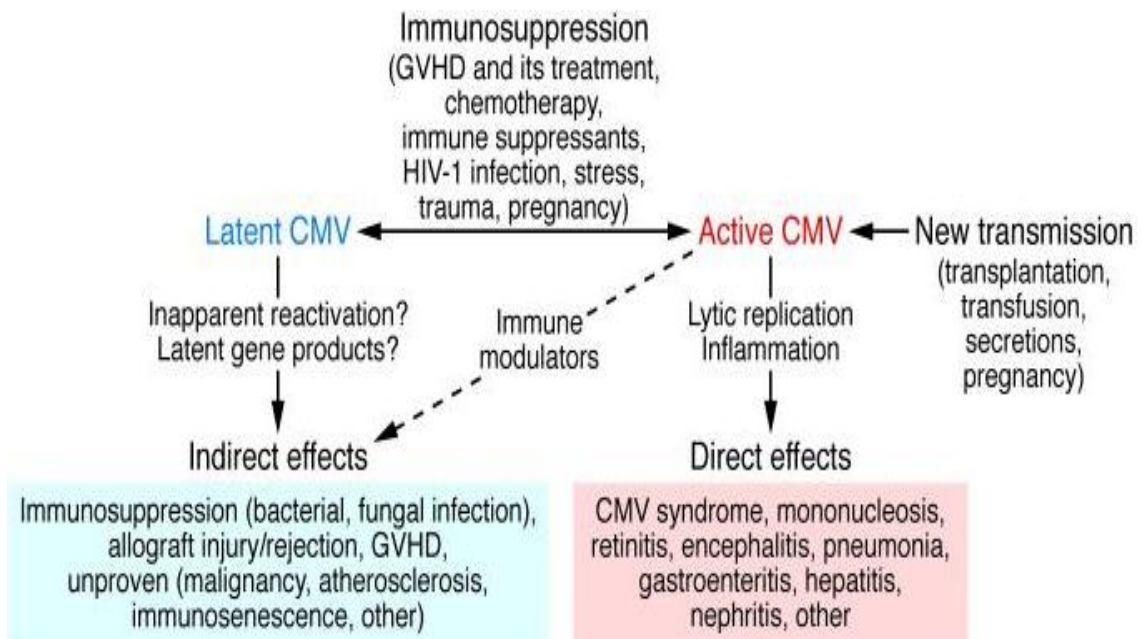 Immunosuppression
(GVHD and its treatment,
chemotherapy,
immune suppressants,
HIV-1 infection, stress,
trauma, pregnancy)
Latent CMV
Active CMV
New transmission
(transplantation,
transfusion,
secretions,
pregnancy)
Inapparent reactivation?
Latent gene products?
Immune
modulators
Lytic replication
Inflammation
Indirect effects
Immunosuppression (bacterial, fungal infection),
allograft injury/rejection, GVHD,
unproven (malignancy, atherosclerosis,
immunosenescence, other)
Direct effects
CMV syndrome, mononucleosis,
retinitis, encephalitis, pneumonia,
gastroenteritis, hepatitis,
nephritis, other